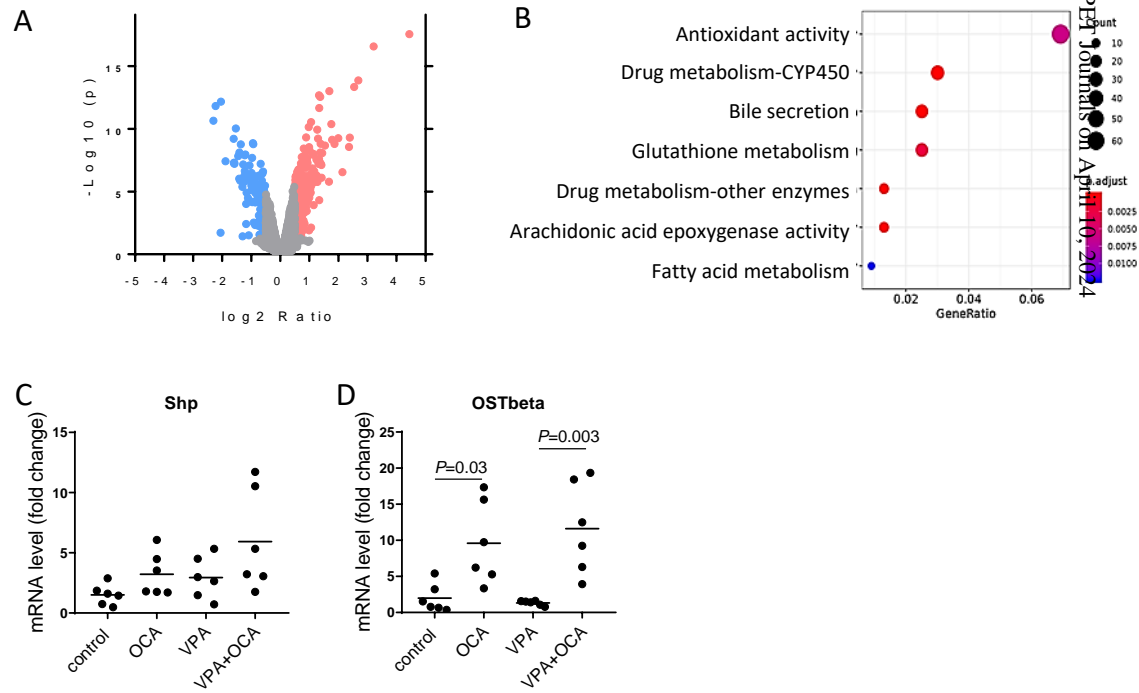 A
-Log10 (p)
15
10
5
0
-5 -4 -3 -2 -1 0 1 2 3 4 5
log2 Ratio
B
Antioxidant activity
Drug metabolism-CYP450
Bile secretion
Glutathione metabolism
Drug metabolism-other enzymes
Arachidonic acid epoxygenase activity
Fatty acid metabolism
0.02 0.04 0.06
GeneRatio
count
10
20
30
40
50
60
p.adjust
0.0025
0.0050
0.0075
0.0100
PET Journals on April 10, 2024
C
Shp
mRNA level (fold change)
15
10
5
0
control
OCA
VPA
VPA+OCA
D
OSTbeta
mRNA level (fold change)
25
20
15
10
5
0
P=0.03
P=0.003
control
OCA
VPA
VPA+OCA